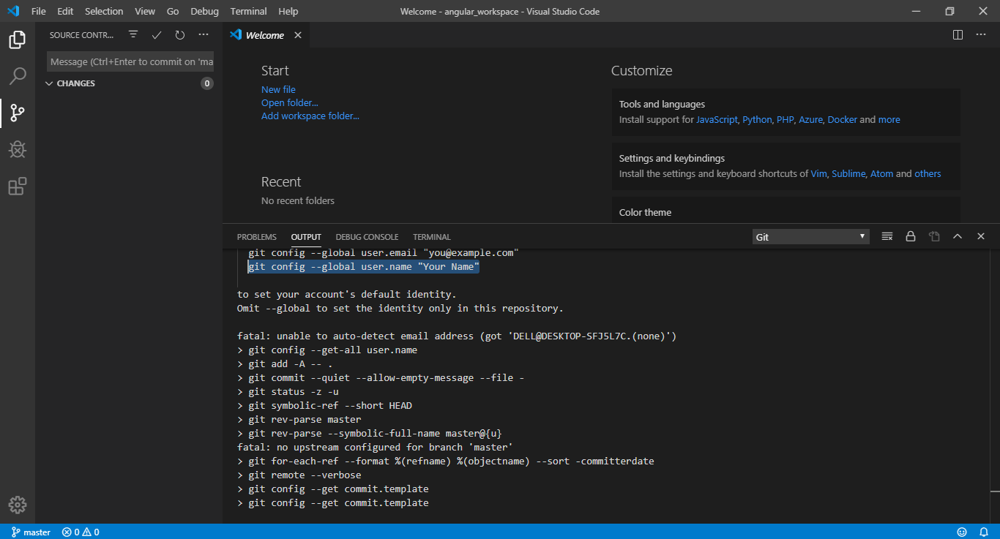 File Edit Selection View Go Debug Terminal Help
Welcome - angular_workspace - Visual Studio Code
SOURCE CONTR...
Message (Ctrl+Enter to commit on 'ma
CHANGES 0
Welcome
Start
New file
Open folder...
Add workspace folder...
Recent
No recent folders
Customize
Tools and languages
Install support for JavaScript, Python, PHP, Azure, Docker and more
Settings and keybindings
Install the settings and keyboard shortcuts of Vim, Sublime, Atom and others
Color theme
PROBLEMS OUTPUT DEBUG CONSOLE TERMINAL
Git
git config --global user.email "you@example.com"
git config --global user.name "Your Name"
to set your account's default identity.
Omit --global to set the identity only in this repository.
fatal: unable to auto-detect email address (got 'DELL@DESKTOP-SFJ5L7C.(none)')
> git config --get-all user.name
> git add -A -- .
> git commit --quiet --allow-empty-message --file -
> git status -z -u
> git symbolic-ref --short HEAD
> git rev-parse master
> git rev-parse --symbolic-full-name master@{u}
fatal: no upstream configured for branch 'master'
> git for-each-ref --format %(refname) %(objectname) --sort -committerdate
> git remote --verbose
> git config --get commit.template
> git config --get commit.template
master 0 0